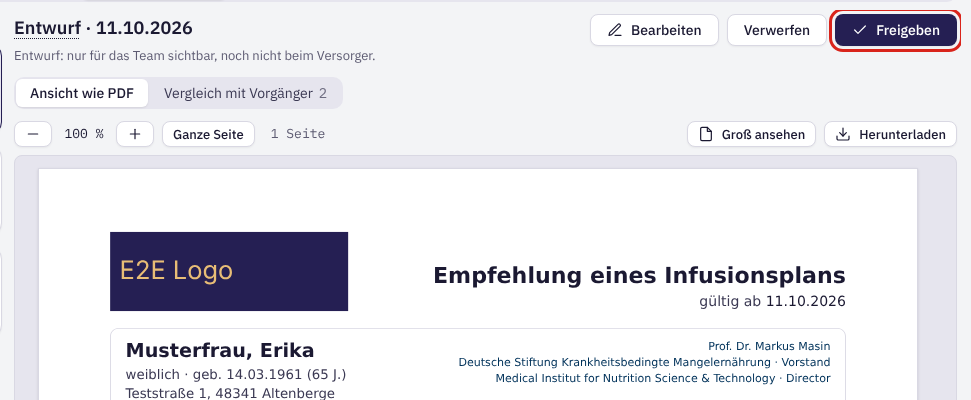 Entwurf · 11.10.2026
Bearbeiten
Verwerfen
Freigeben
Entwurf: nur für das Team sichtbar, noch nicht beim Versorger.
Ansicht wie PDF
Vergleich mit Vorgänger 2
100 %
Ganze Seite
1 Seite
Groß ansehen
Herunterladen
E2E Logo
Empfehlung eines Infusionsplans
gültig ab 11.10.2026
Musterfrau, Erika
weiblich · geb. 14.03.1961 (65 J.)
Teststraße 1, 48341 Altenberge
Prof. Dr. Markus Masin
Deutsche Stiftung Krankheitsbedingte Mangelernährung · Vorstand
Medical Institut for Nutrition Science & Technology · Director